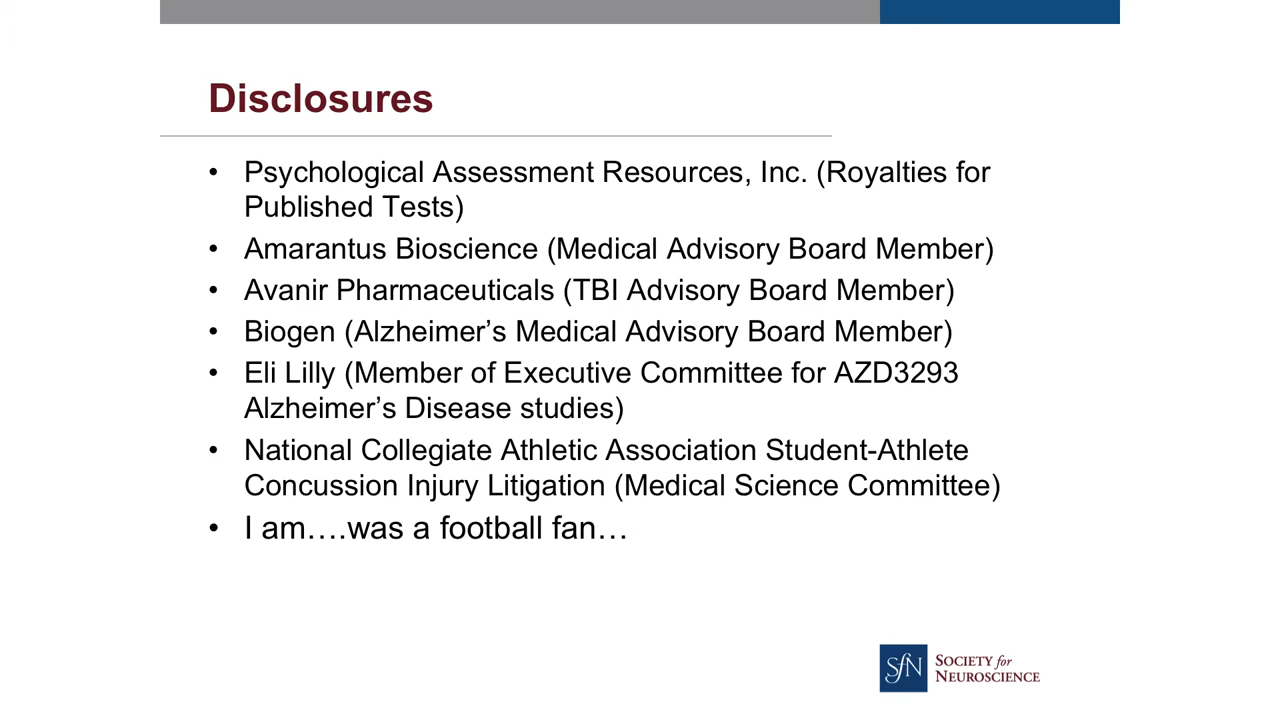 Disclosures
• Psychological Assessment Resources, Inc. (Royalties for
Published Tests)
• Amarantus Bioscience (Medical Advisory Board Member)
• Avanir Pharmaceuticals (TBI Advisory Board Member)
• Biogen (Alzheimer’s Medical Advisory Board Member)
• Eli Lilly (Member of Executive Committee for AZD3293
Alzheimer’s Disease studies)
• National Collegiate Athletic Association Student-Athlete
Concussion Injury Litigation (Medical Science Committee)
• I am….was a football fan…
SfN
SOCIETY for
NEUROSCIENCE